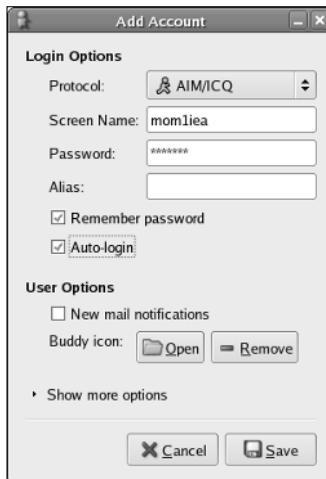 Add Account
Login Options
Protocol: AIM/ICQ
Screen Name: mom1iea
Password: *******
Alias:
Remember password
Auto-login
User Options
New mail notifications
Buddy icon: Open Remove
Show more options
Cancel Save